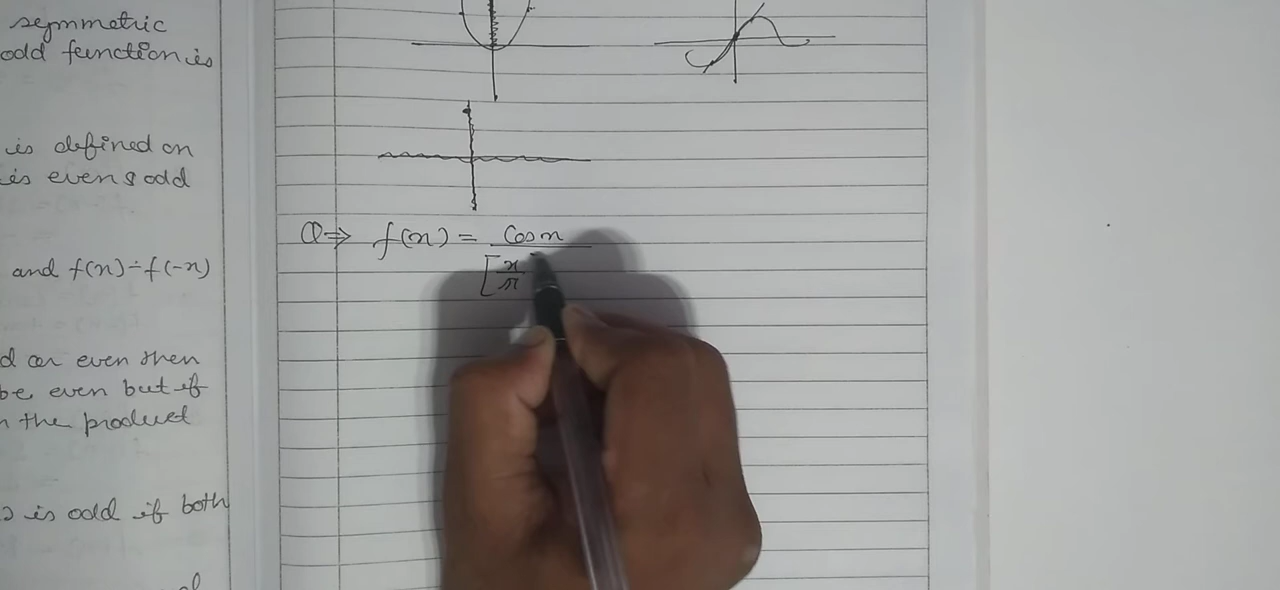 symmetric
odd function is
is defined on
is even & odd
and f(x) = f(-x)
d or even then
be even but if
the product
is odd if both
Q⇒ f(x) = Cos x
[x/π